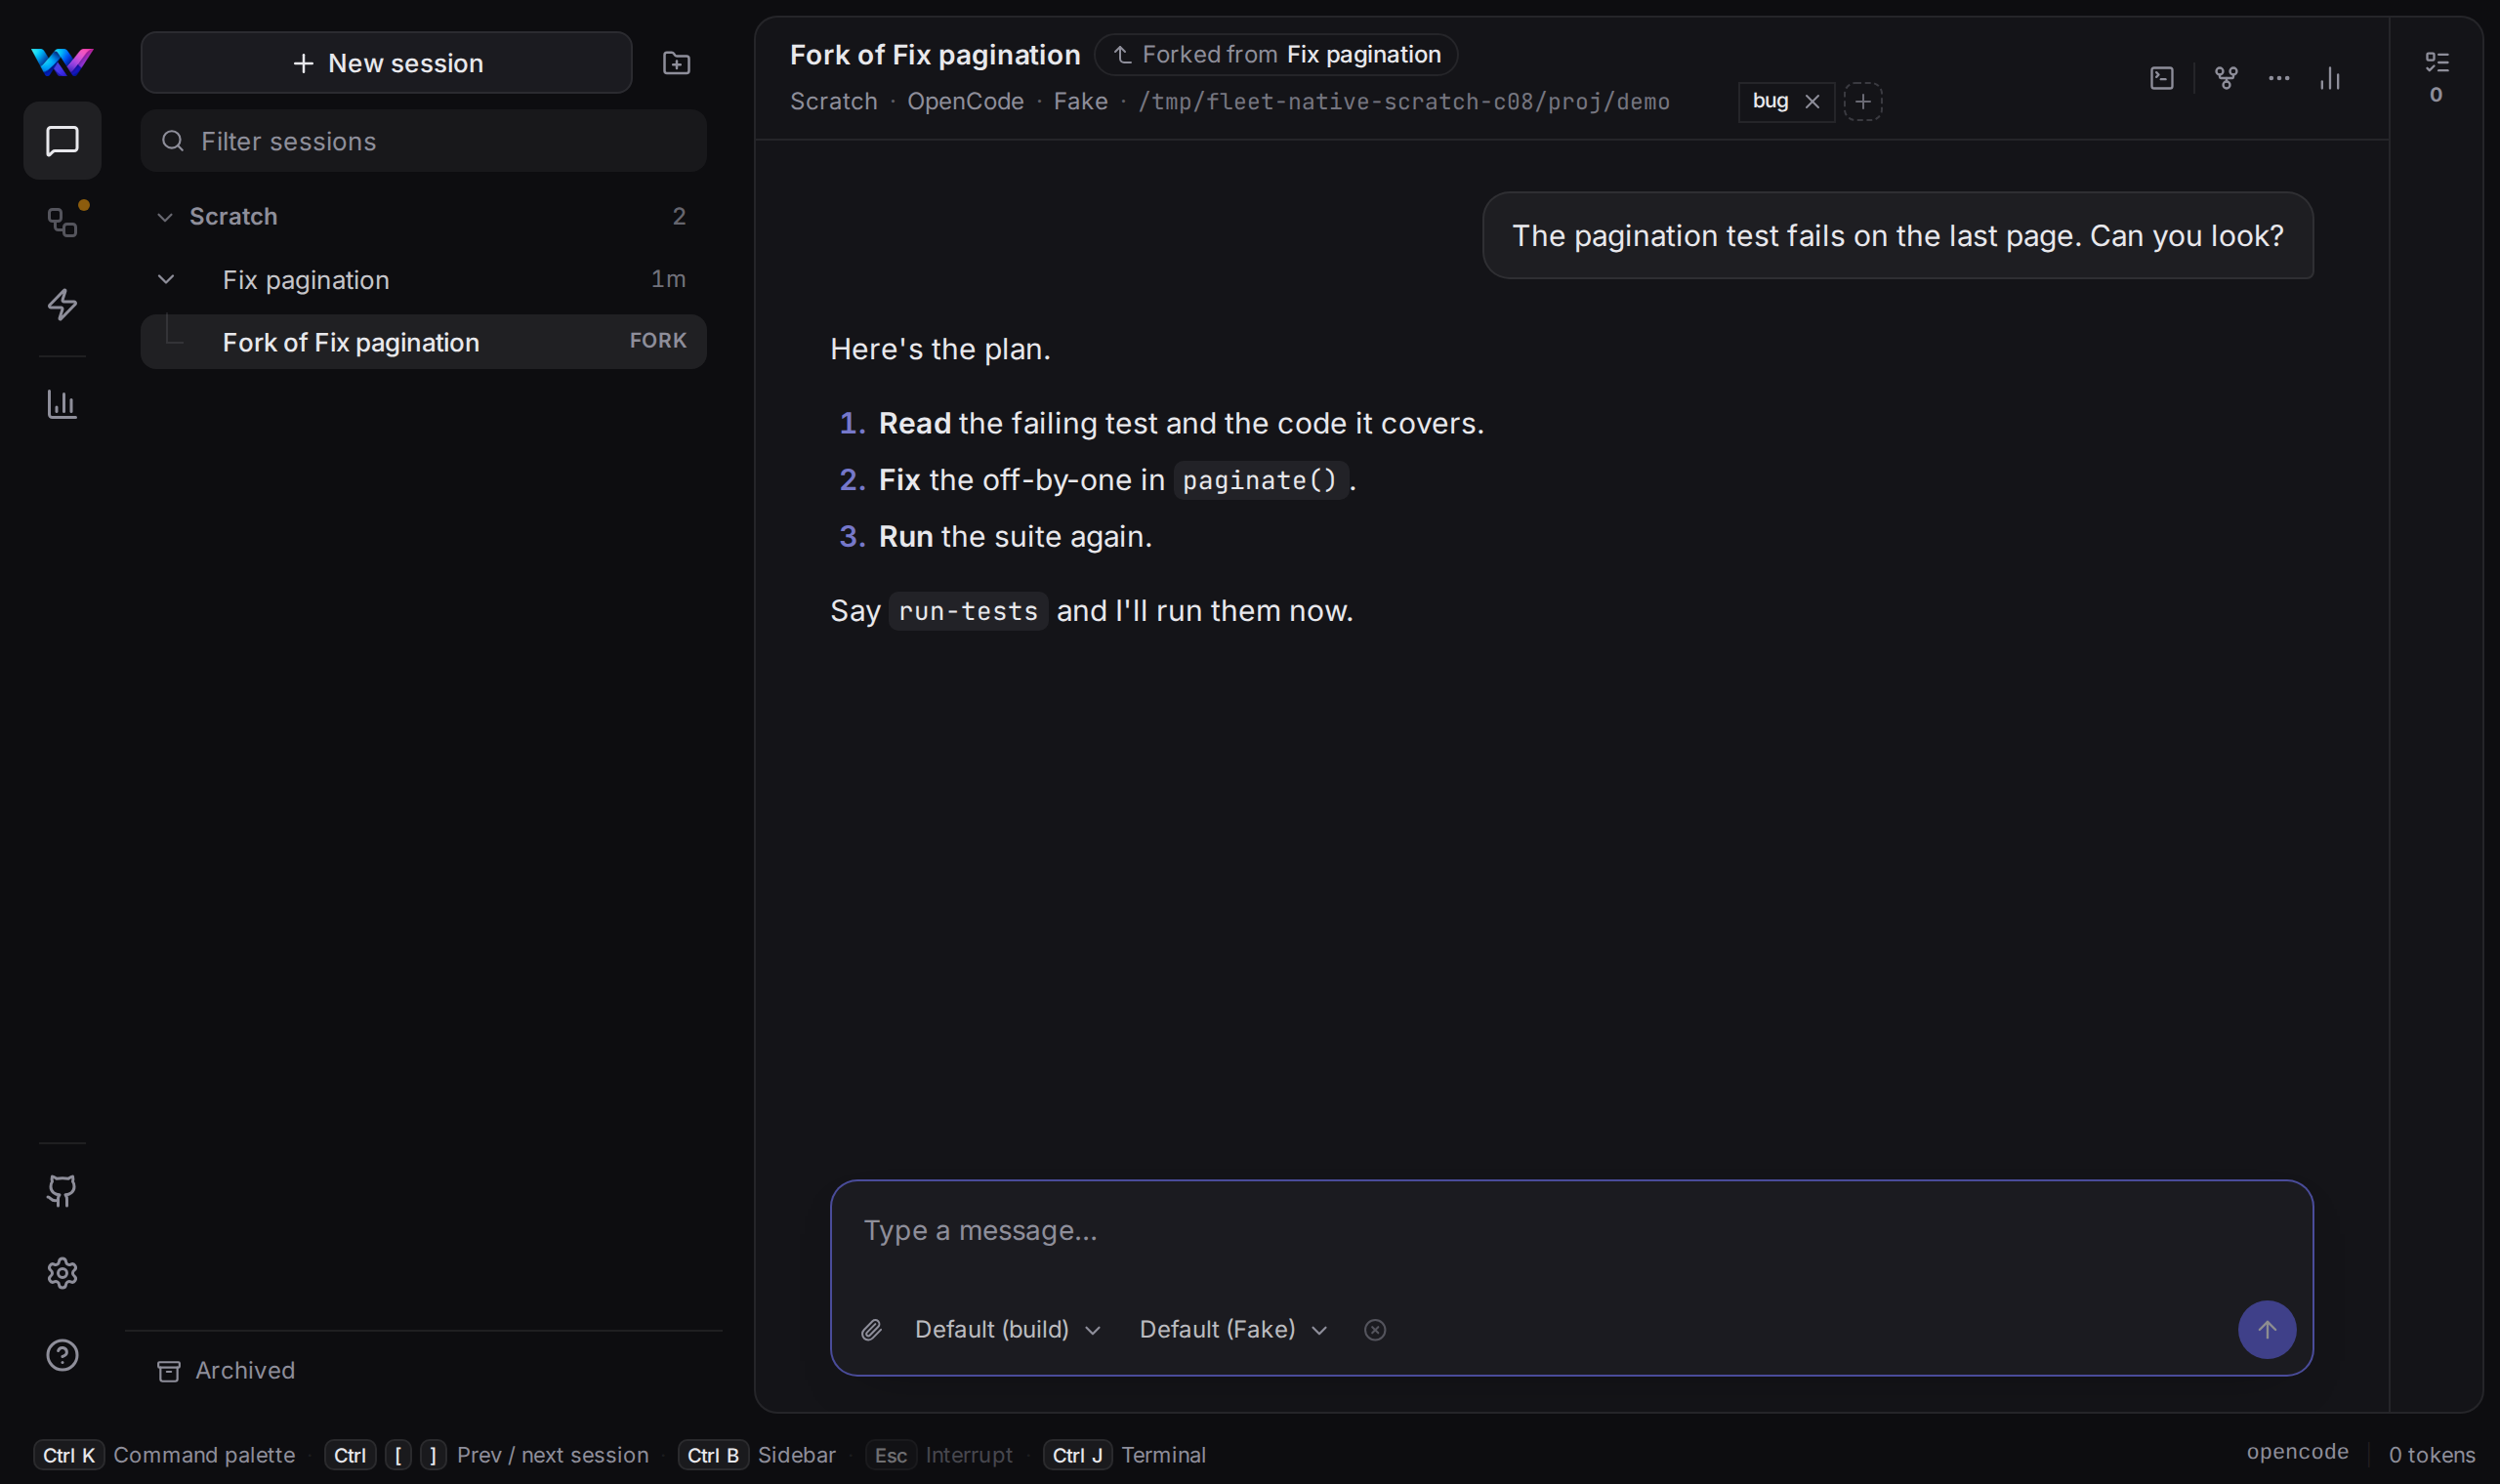 New session
Filter sessions
Scratch 2
Fix pagination 1m
Fork of Fix pagination FORK
Archived
Fork of Fix pagination Forked from Fix pagination
Scratch · OpenCode · Fake · /tmp/fleet-native-scratch-c08/proj/demo bug
0
The pagination test fails on the last page. Can you look?
Here's the plan.
1. Read the failing test and the code it covers.
2. Fix the off-by-one in paginate().
3. Run the suite again.
Say run-tests and I'll run them now.
Type a message...
Default (build) Default (Fake)
Ctrl K Command palette · Ctrl [ ] Prev / next session · Ctrl B Sidebar · Esc Interrupt · Ctrl J Terminal
opencode 0 tokens